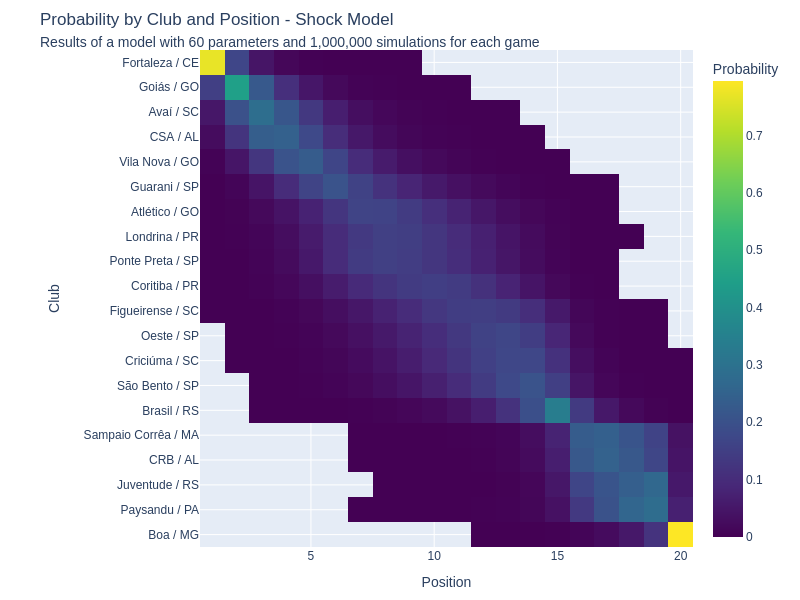 Probability by Club and Position - Shock Model
Results of a model with 60 parameters and 1,000,000 simulations for each game
Probability
Fortaleza / CE
Goiás / GO
Avaí / SC
CSA / AL
Vila Nova / GO
Guarani / SP
Atlético / GO
Londrina / PR
Ponte Preta / SP
Coritiba / PR
Figueirense / SC
Oeste / SP
Criciúma / SC
São Bento / SP
Brasil / RS
Sampaio Corrêa / MA
CRB / AL
Juventude / RS
Paysandu / PA
Boa / MG
Club
5
10
15
20
Position
0.7
0.6
0.5
0.4
0.3
0.2
0.1
0